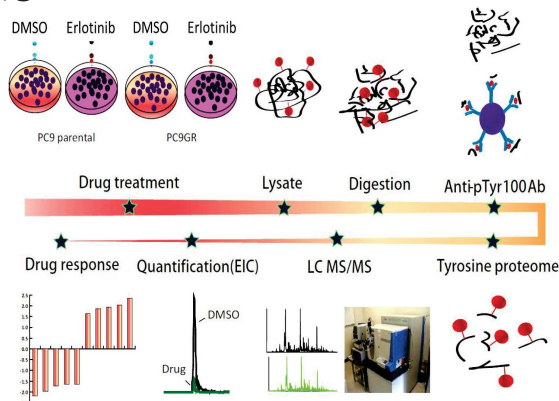 DMSO Erlotinib DMSO Erlotinib
PC9 parental PC9GR
Drug treatment Lysate Digestion Anti-pTyr100Ab
Drug response Quantification(EIC) LC MS/MS Tyrosine proteome
2.5
2.0
1.5
1.0
0.5
0.0
-0.5
-1.0
-1.5
-2.0
DMSO
Drug